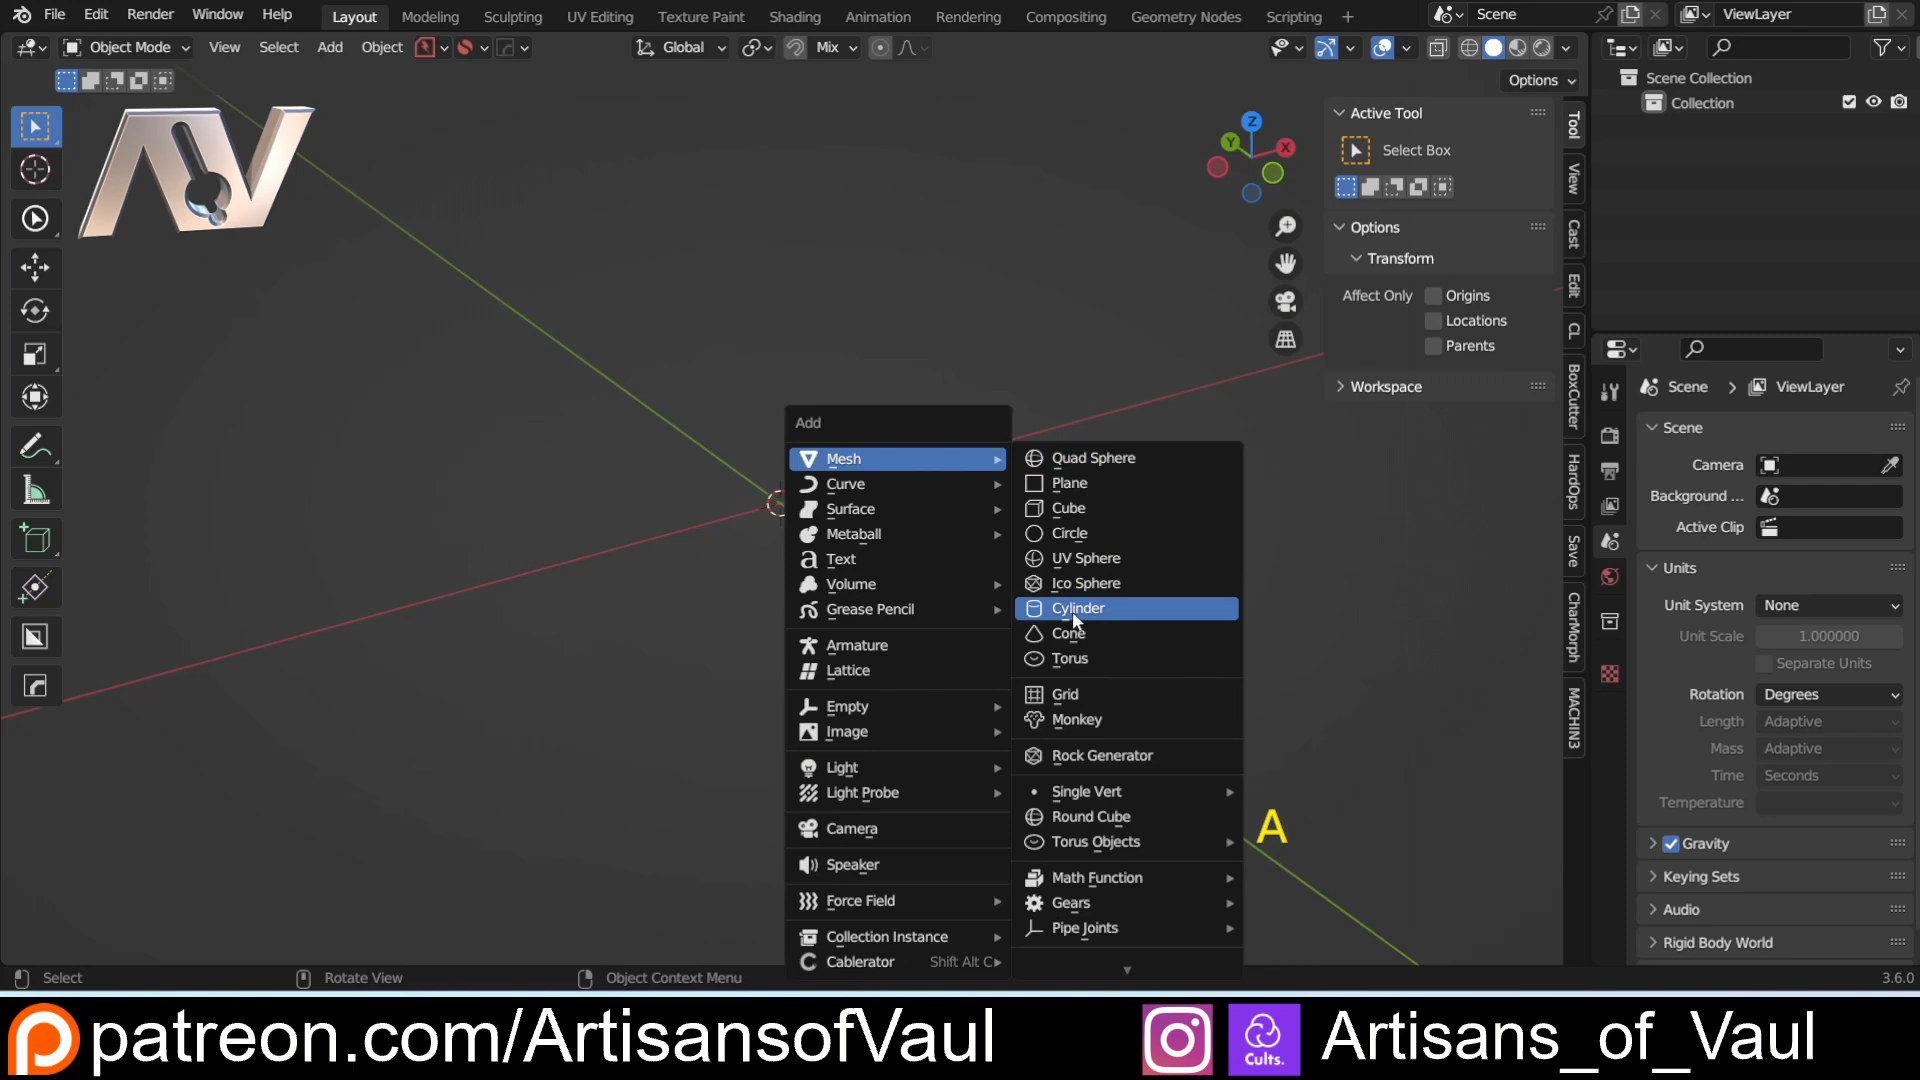 File Edit Render Window Help Layout Modeling Sculpting UV Editing Texture Paint Shading Animation Rendering Compositing Geometry Nodes Scripting + Scene ViewLayer
Object Mode View Select Add Object Global Mix
Options
Scene Collection
Collection
AV
Z
Y X
Active Tool
Select Box
Options
Transform
Affect Only Origins
Locations
Parents
Workspace
Tool
View
Cast
Edit
CL
BoxCutter
HardOps
Save
CharMorph
MACHIN3
Add
Mesh
Curve
Surface
Metaball
Text
Volume
Grease Pencil
Armature
Lattice
Empty
Image
Light
Light Probe
Camera
Speaker
Force Field
Collection Instance
Cablerator Shift Alt C
Quad Sphere
Plane
Cube
Circle
UV Sphere
Ico Sphere
Cylinder
Cone
Torus
Grid
Monkey
Rock Generator
Single Vert
Round Cube
Torus Objects
Math Function
Gears
Pipe Joints
A
Scene ViewLayer
Scene
Camera
Background ...
Active Clip
Units
Unit System None
Unit Scale 1.000000
Separate Units
Rotation Degrees
Length Adaptive
Mass Adaptive
Time Seconds
Temperature
Gravity
Keying Sets
Audio
Rigid Body World
Select Rotate View Object Context Menu 3.6.0
patreon.com/ArtisansofVaul Cults. Artisans_of_Vaul